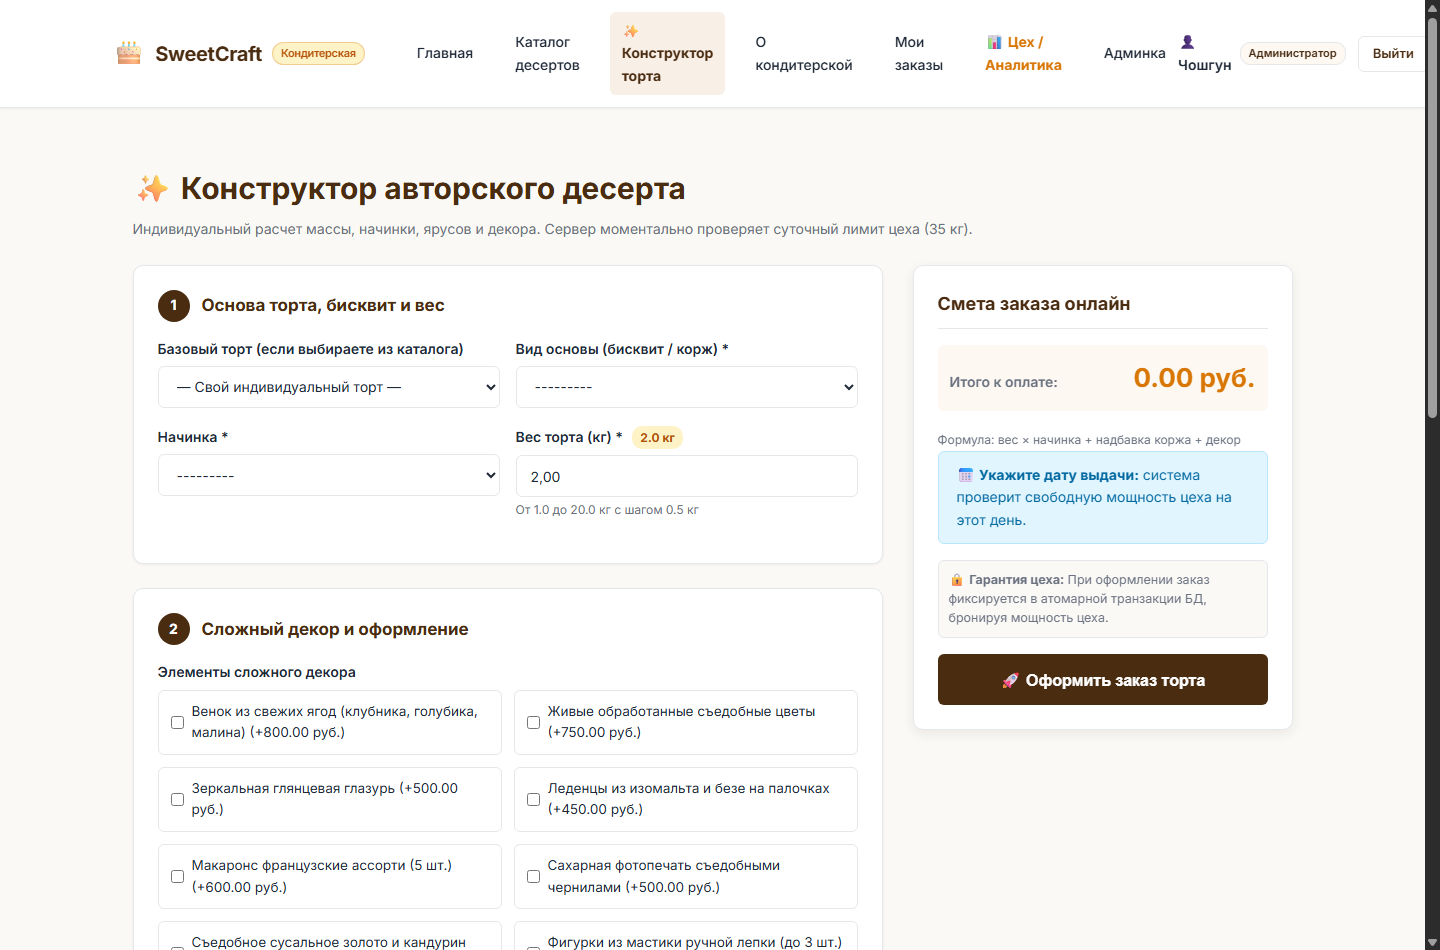 SweetCraft
Кондитерская
Главная
Каталог
десертов
Конструктор
торта
О
кондитерской
Мои
заказы
Цех /
Аналитика
Админка
Чошгун
Администратор
Выйти
Конструктор авторского десерта
Индивидуальный расчет массы, начинки, ярусов и декора. Сервер моментально проверяет суточный лимит цеха (35 кг).
1
Основа торта, бисквит и вес
Базовый торт (если выбираете из каталога)
— Свой индивидуальный торт —
Вид основы (бисквит / корж) *
---------
Начинка *
---------
Вес торта (кг) *
2.0 кг
2,00
От 1.0 до 20.0 кг с шагом 0.5 кг
2
Сложный декор и оформление
Элементы сложного декора
Венок из свежих ягод (клубника, голубика,
малина) (+800.00 руб.)
Живые обработанные съедобные цветы
(+750.00 руб.)
Зеркальная глянцевая глазурь (+500.00
руб.)
Леденцы из изомальта и безе на палочках
(+450.00 руб.)
Макаронс французские ассорти (5 шт.)
(+600.00 руб.)
Сахарная фотопечать съедобными
чернилами (+500.00 руб.)
Съедобное сусальное золото и кандурин
Фигурки из мастики ручной лепки (до 3 шт.)
Смета заказа онлайн
Итого к оплате:
0.00 руб.
Формула: вес × начинка + надбавка коржа + декор
Укажите дату выдачи: система
проверит свободную мощность цеха на
этот день.
Гарантия цеха: При оформлении заказ
фиксируется в атомарной транзакции БД,
бронируя мощность цеха.
Оформить заказ торта